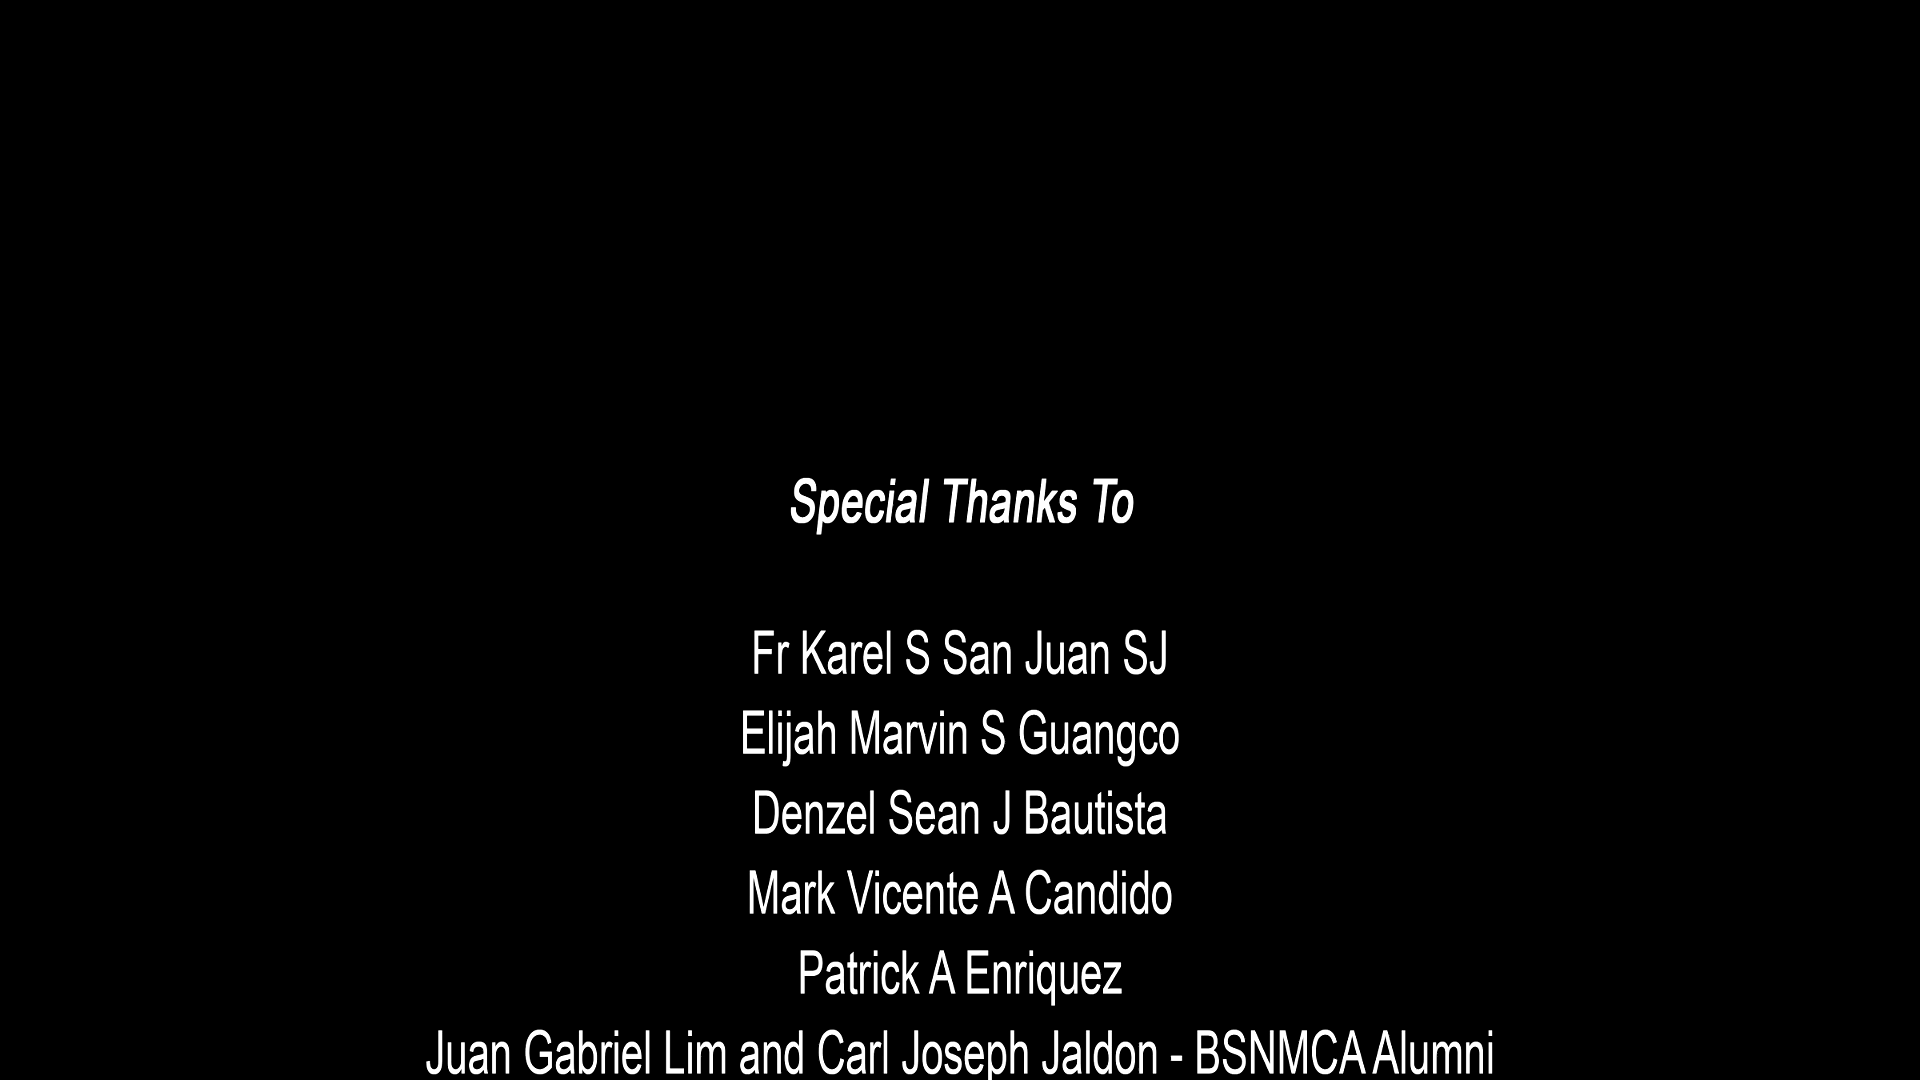 Special Thanks To
Fr Karel S San Juan SJ
Elijah Marvin S Guangco
Denzel Sean J Bautista
Mark Vicente A Candido
Patrick A Enriquez
Juan Gabriel Lim and Carl Joseph Jaldon - BSNMCA Alumni